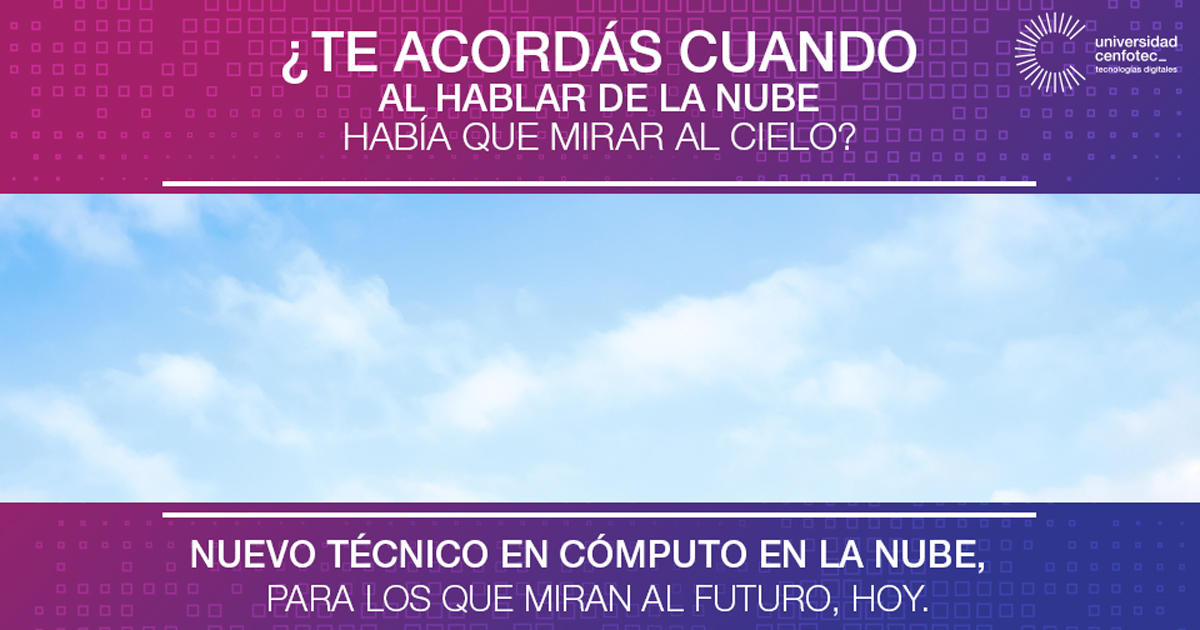 ¿TE ACORDÁS CUANDO
AL HABLAR DE LA NUBE
HABÍA QUE MIRAR AL CIELO?
universidad
cenfotec_
tecnologías digitales
NUEVO TÉCNICO EN CÓMPUTO EN LA NUBE,
PARA LOS QUE MIRAN AL FUTURO, HOY.